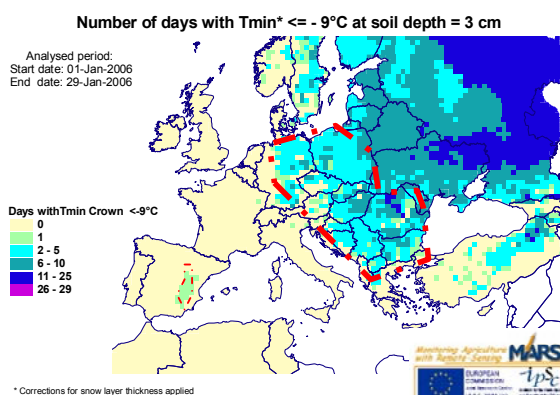 Number of days with Tmin* <= - 9°C at soil depth = 3 cm
Analysed period:
Start date: 01-Jan-2006
End date: 29-Jan-2006
Days withTmin Crown <-9°C
0
1
2 - 5
6 - 10
11 - 25
26 - 29
* Corrections for snow layer thickness applied
Monitoring Agriculture
with Remote Sensing
MARS
EUROPEAN
COMMISSION
ipsc